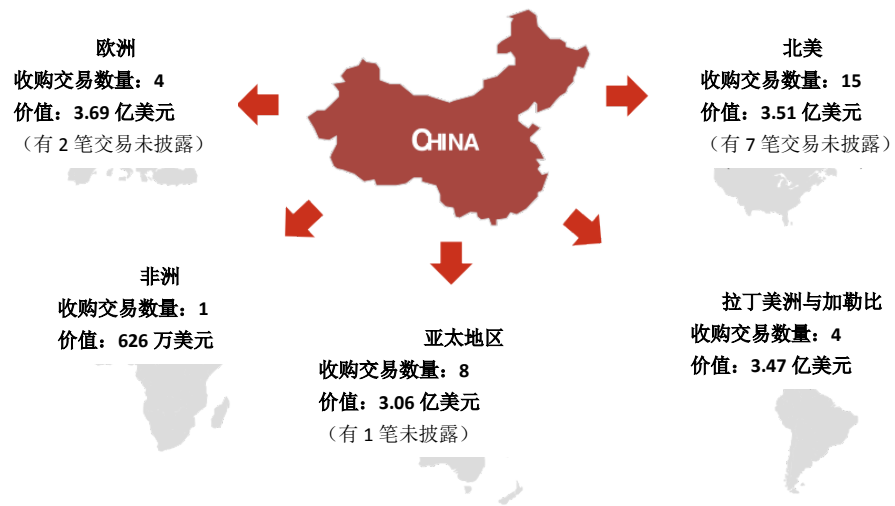 欧洲
收购交易数量：4
价值：3.69 亿美元
（有 2 笔交易未披露）
CHINA
北美
收购交易数量：15
价值：3.51 亿美元
（有 7 笔交易未披露）
非洲
收购交易数量：1
价值：626 万美元
亚太地区
收购交易数量：8
价值：3.06 亿美元
（有 1 笔未披露）
拉丁美洲与加勒比
收购交易数量：4
价值：3.47 亿美元